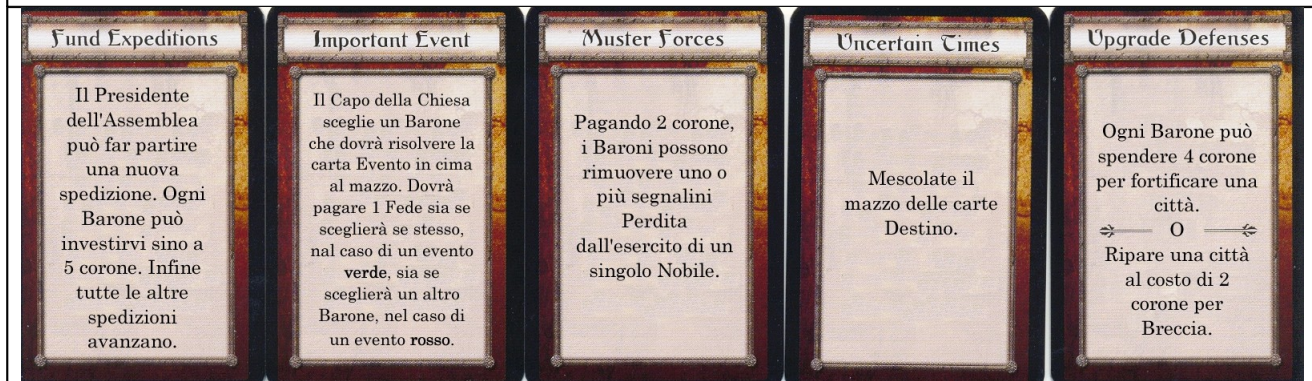 Fund Expeditions
Il Presidente
dell'Assemblea
può far partire
una nuova
spedizione. Ogni
Barone può
investirvi sino a
5 corone. Infine
tutte le altre
spedizioni
avanzano.
Important Event
Il Capo della Chiesa
sceglie un Barone
che dovrà risolvere la
carta Evento in cima
al mazzo. Dovrà
pagare 1 Fede sia se
sceglierà se stesso,
nal caso di un evento
verde, sia se
sceglierà un altro
Barone, nel caso di
un evento rosso.
Muster Forces
Pagando 2 corone,
i Baroni possono
rimuovere uno o
più segnalini
Perdita
dall'esercito di un
singolo Nobile.
Uncertain Times
Mescolate il
mazzo delle carte
Destino.
Upgrade Defenses
Ogni Barone può
spendere 4 corone
per fortificare una
città.
O
Ripare una città
al costo di 2
corone per
Breccia.